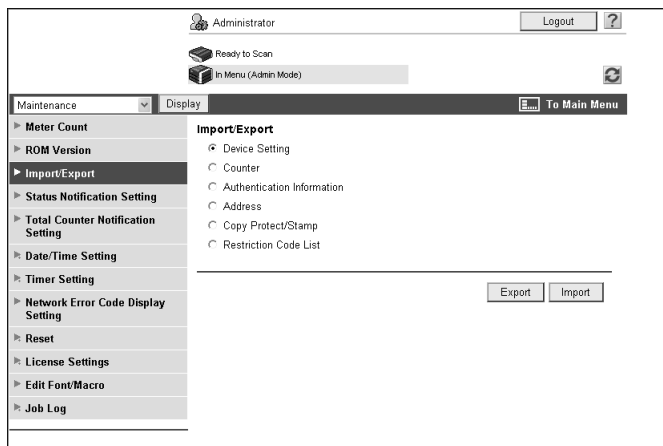 Administrator
Logout
?
Ready to Scan
In Menu (Admin Mode)
Maintenance
Display
To Main Menu
Meter Count
ROM Version
Import/Export
Status Notification Setting
Total Counter Notification
Setting
Date/Time Setting
Timer Setting
Network Error Code Display
Setting
Reset
License Settings
Edit Font/Macro
Job Log
Import/Export
Device Setting
Counter
Authentication Information
Address
Copy Protect/Stamp
Restriction Code List
Export
Import